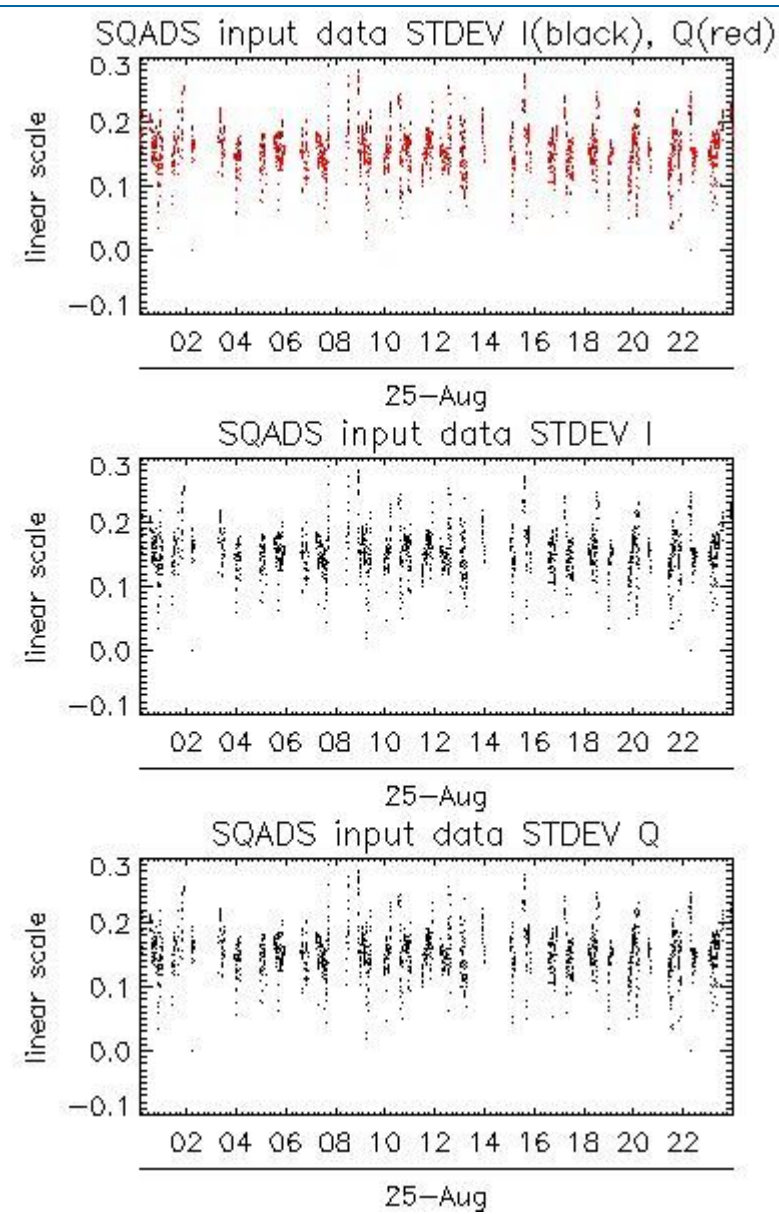 SQADS input data STDEV I(black), Q(red)
0.3
0.2
0.1
0.0
−0.1
linear scale
02 04 06 08 10 12 14 16 18 20 22
25−Aug
SQADS input data STDEV I
0.3
0.2
0.1
0.0
−0.1
linear scale
02 04 06 08 10 12 14 16 18 20 22
25−Aug
SQADS input data STDEV Q
0.3
0.2
0.1
0.0
−0.1
linear scale
02 04 06 08 10 12 14 16 18 20 22
25−Aug